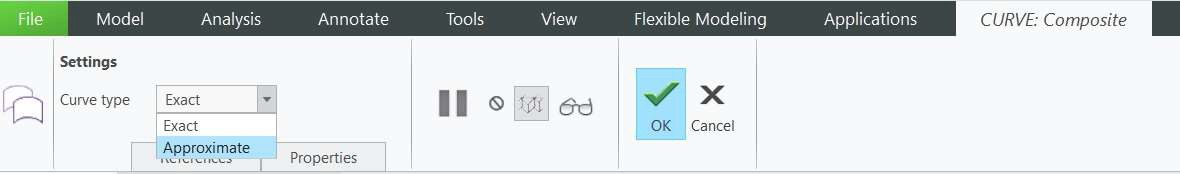 File Model Analysis Annotate Tools View Flexible Modeling Applications CURVE: Composite
Settings
Curve type Exact
Exact
Approximate
References Properties
OK Cancel